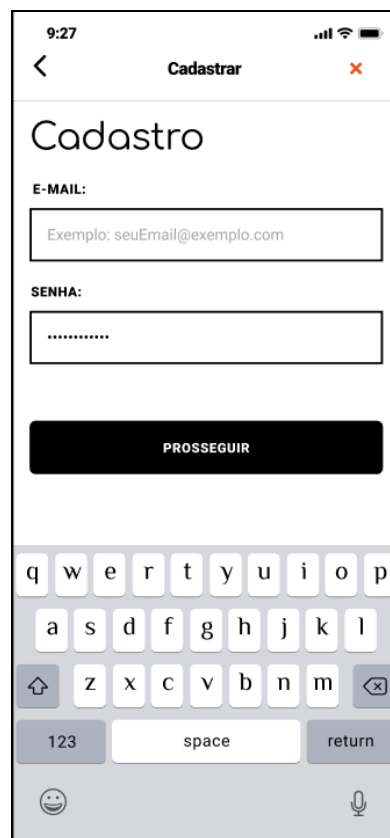 9:27
Cadastrar
Cadastro
E-MAIL:
Exemplo: seuEmail@exemplo.com
SENHA:
••••••••••••
PROSSEGUIR
q w e r t y u i o p
a s d f g h j k l
z x c v b n m
123 space return